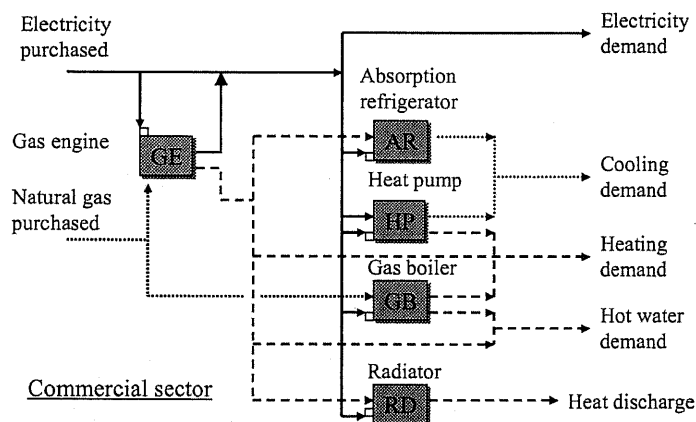 Electricity
purchased
Electricity
demand
Absorption
refrigerator
Gas engine
GE
AR
Heat pump
Cooling
demand
Natural gas
purchased
HP
Heating
demand
Gas boiler
GB
Hot water
demand
Radiator
Commercial sector
RD
Heat discharge